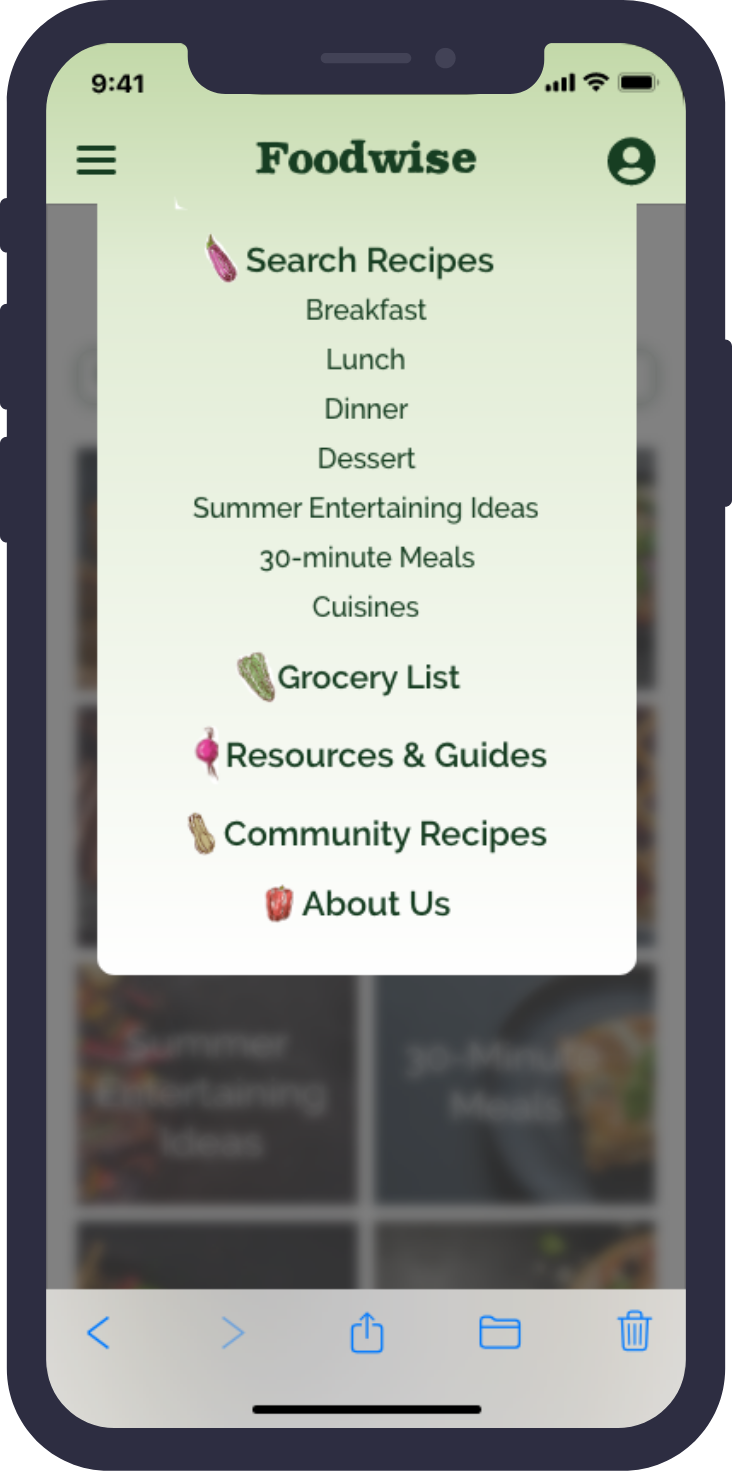 9:41
Foodwise
Search Recipes
Breakfast
Lunch
Dinner
Dessert
Summer Entertaining Ideas
30-minute Meals
Cuisines
Grocery List
Resources & Guides
Community Recipes
About Us
Summer
Entertaining
Ideas
30-Minute
Meals